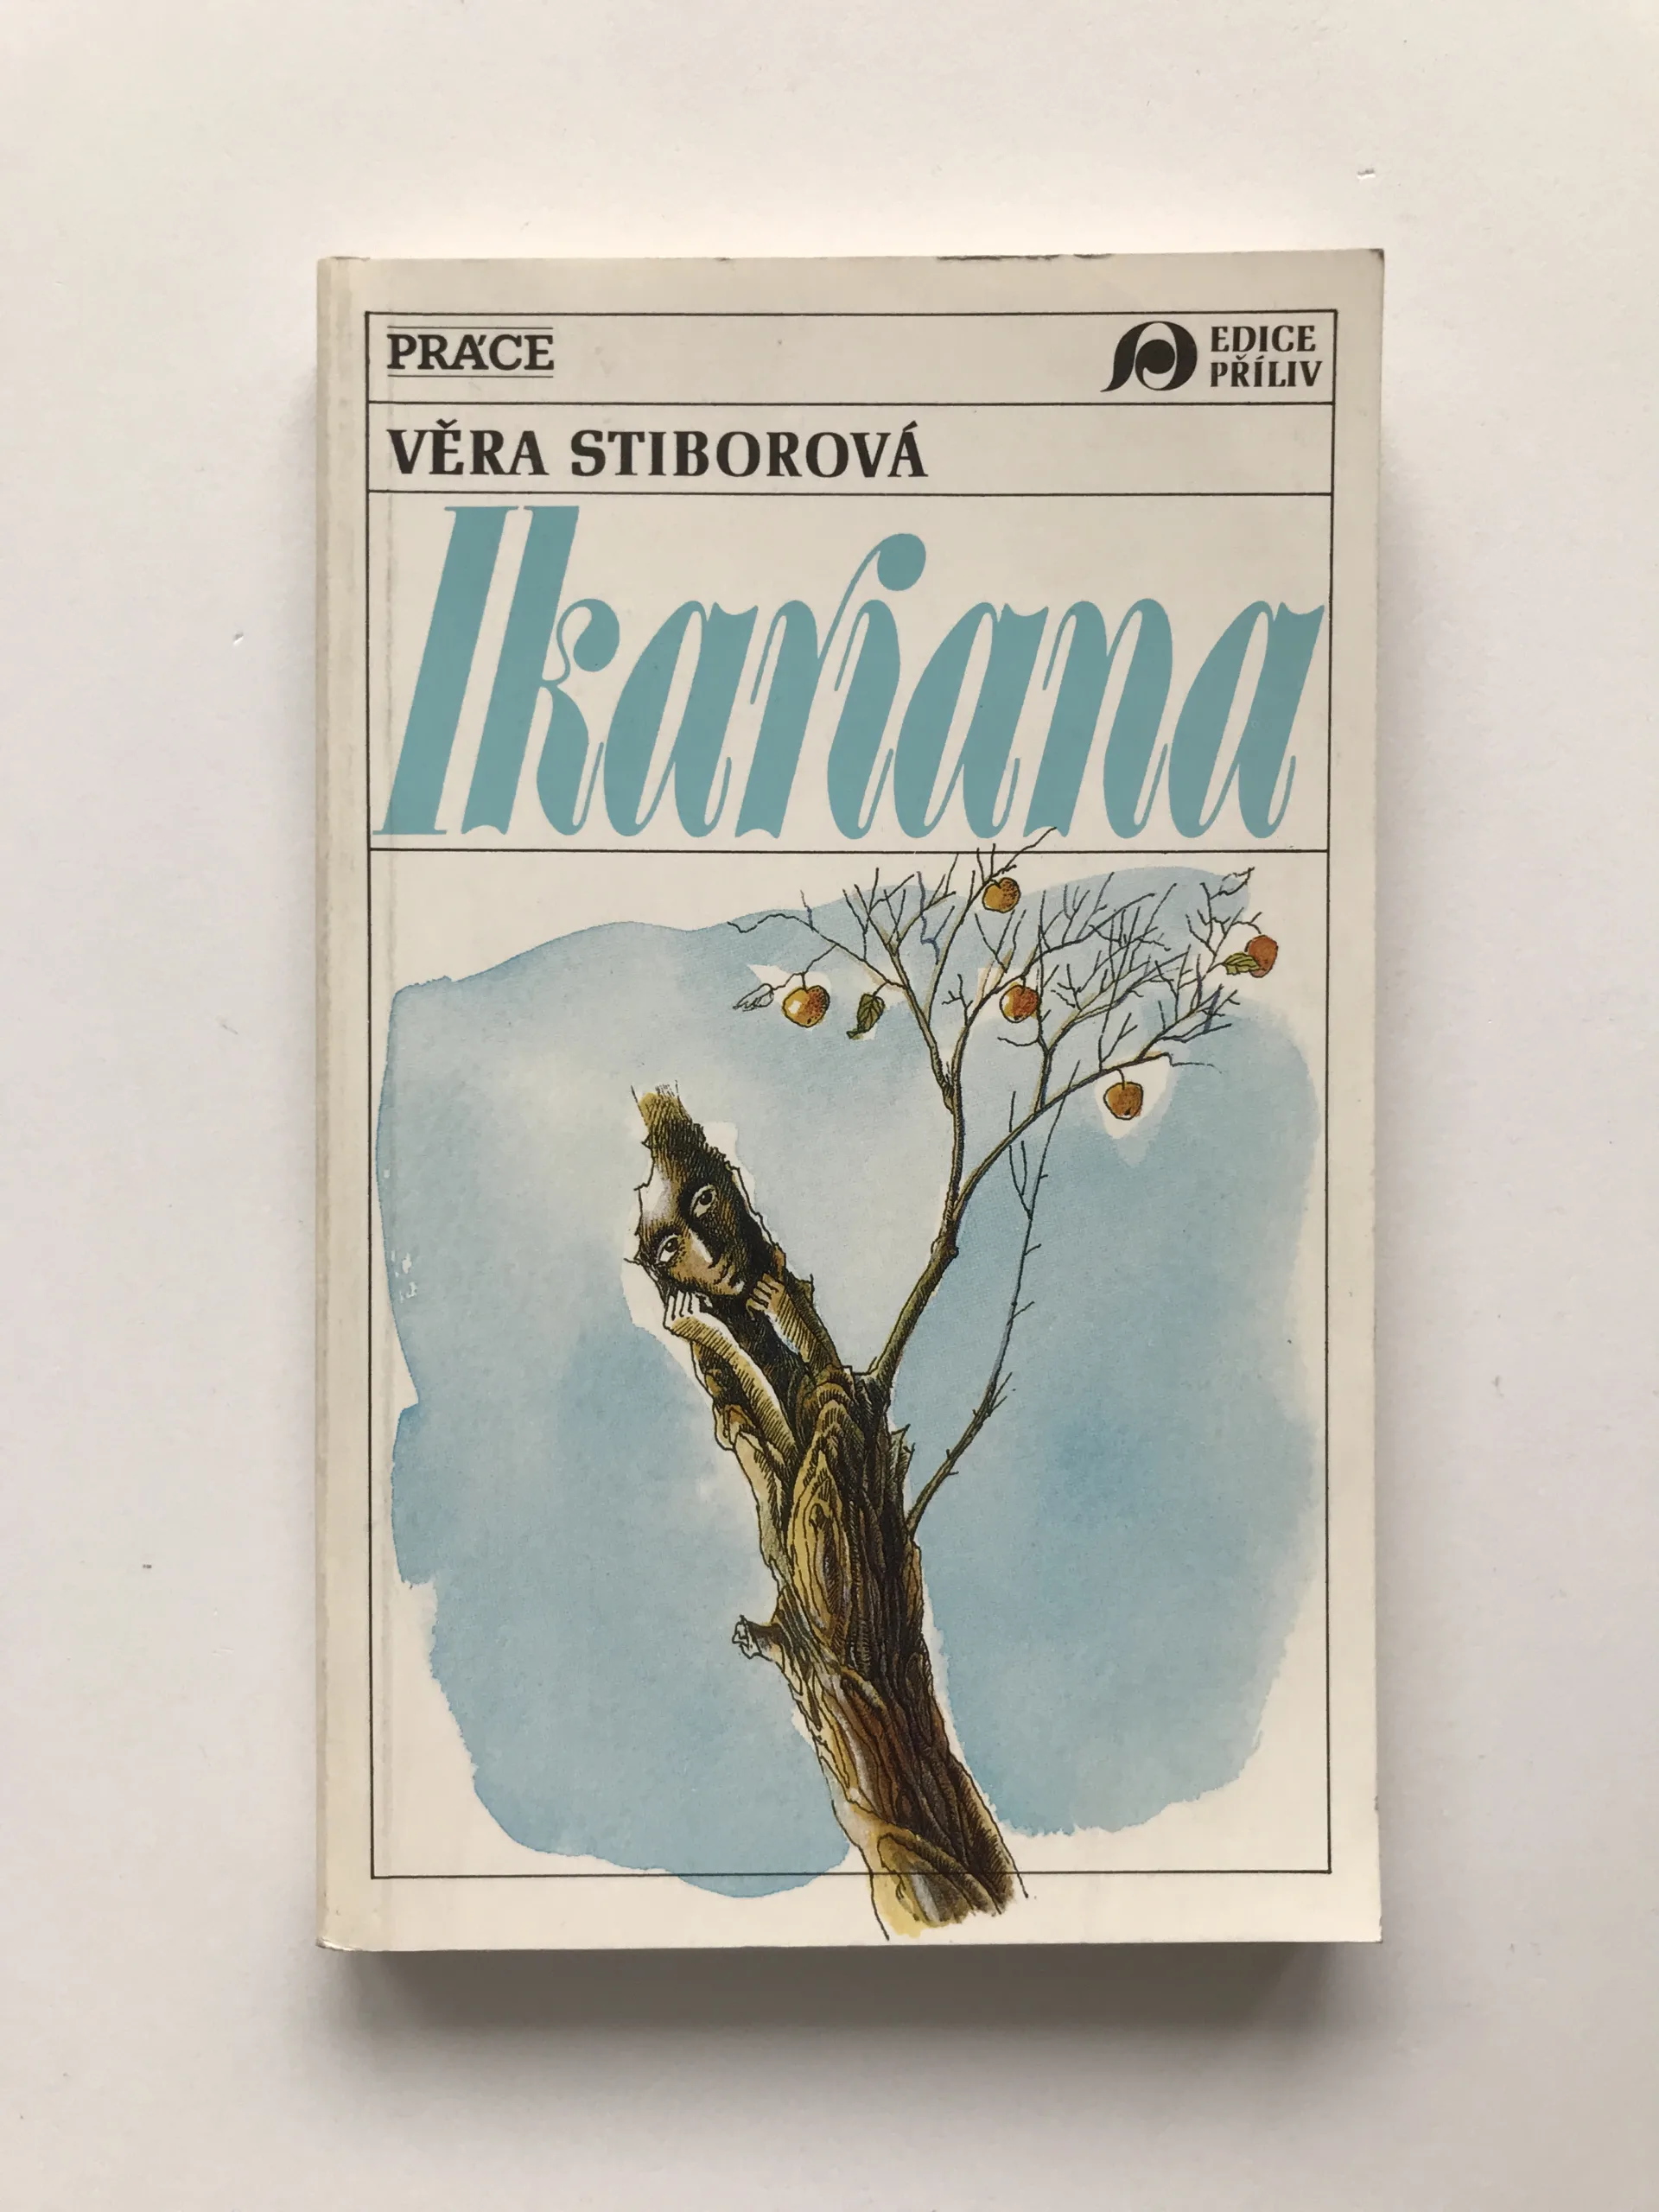 PRÁCE
EDICE
PŘÍLIV
VĚRA STIBOROVÁ
Ikariana